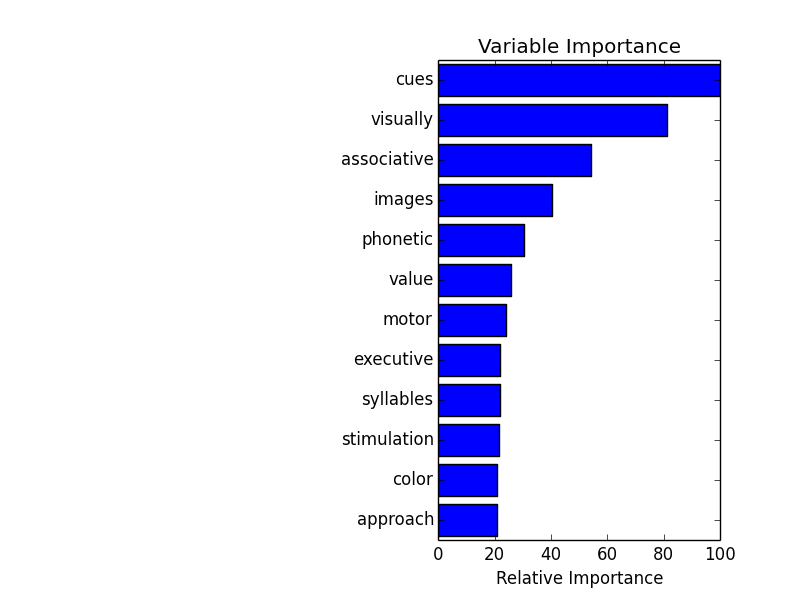 Variable Importance
cues
visually
associative
images
phonetic
value
motor
executive
syllables
stimulation
color
approach
0 20 40 60 80 100
Relative Importance